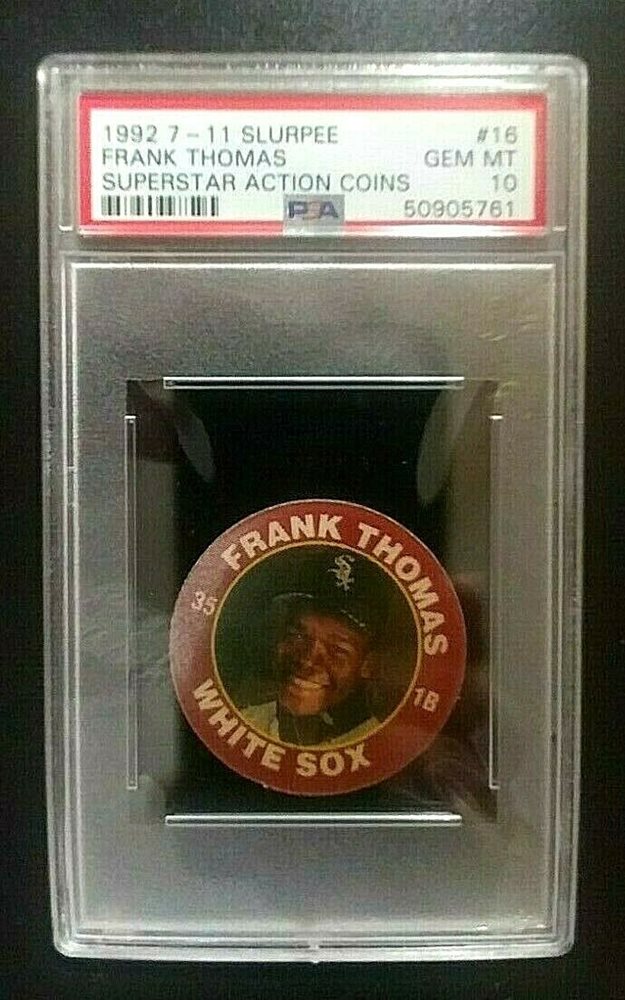 1992 7-11 SLURPEE #16
FRANK THOMAS GEM MT
SUPERSTAR ACTION COINS 10
PSA 50905761
FRANK THOMAS
35
1B
WHITE SOX
SOX